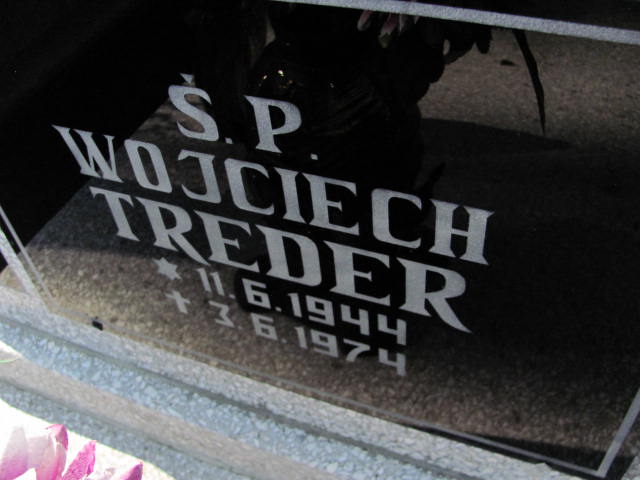 Ś. P.
WOJCIECH
TREDER
* 11. 6. 1944
† 3. 6. 1974